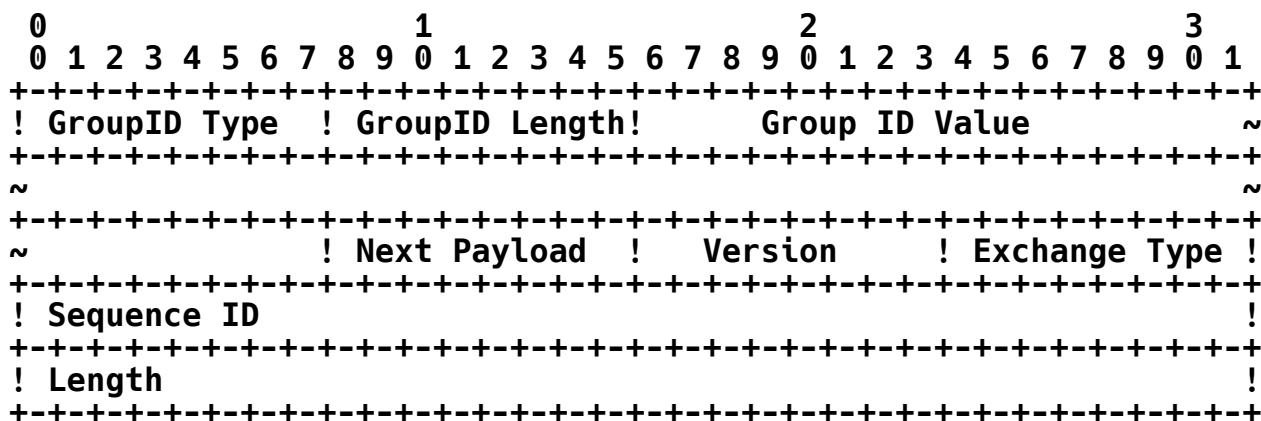 0                   1                   2                   3
 0 1 2 3 4 5 6 7 8 9 0 1 2 3 4 5 6 7 8 9 0 1 2 3 4 5 6 7 8 9 0 1
+-+-+-+-+-+-+-+-+-+-+-+-+-+-+-+-+-+-+-+-+-+-+-+-+-+-+-+-+-+-+-+-+
! GroupID Type  ! GroupID Length!      Group ID Value           ~
+-+-+-+-+-+-+-+-+-+-+-+-+-+-+-+-+-+-+-+-+-+-+-+-+-+-+-+-+-+-+-+-+
~                                                               ~
+-+-+-+-+-+-+-+-+-+-+-+-+-+-+-+-+-+-+-+-+-+-+-+-+-+-+-+-+-+-+-+-+
~               ! Next Payload  !   Version     ! Exchange Type !
+-+-+-+-+-+-+-+-+-+-+-+-+-+-+-+-+-+-+-+-+-+-+-+-+-+-+-+-+-+-+-+-+
! Sequence ID                                                   !
+-+-+-+-+-+-+-+-+-+-+-+-+-+-+-+-+-+-+-+-+-+-+-+-+-+-+-+-+-+-+-+-+
! Length                                                        !
+-+-+-+-+-+-+-+-+-+-+-+-+-+-+-+-+-+-+-+-+-+-+-+-+-+-+-+-+-+-+-+-+